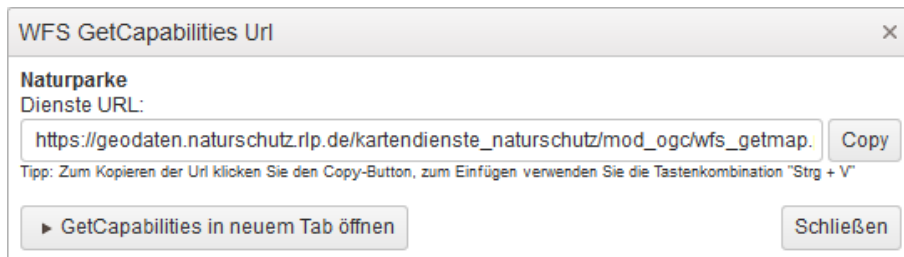 WFS GetCapabilities Url ×
Naturparke
Dienste URL:
https://geodaten.naturschutz.rlp.de/kartendienste_naturschutz/mod_ogc/wfs_getmap. Copy
Tipp: Zum Kopieren der Url klicken Sie den Copy-Button, zum Einfügen verwenden Sie die Tastenkombination "Strg + V"
▸ GetCapabilities in neuem Tab öffnen Schließen